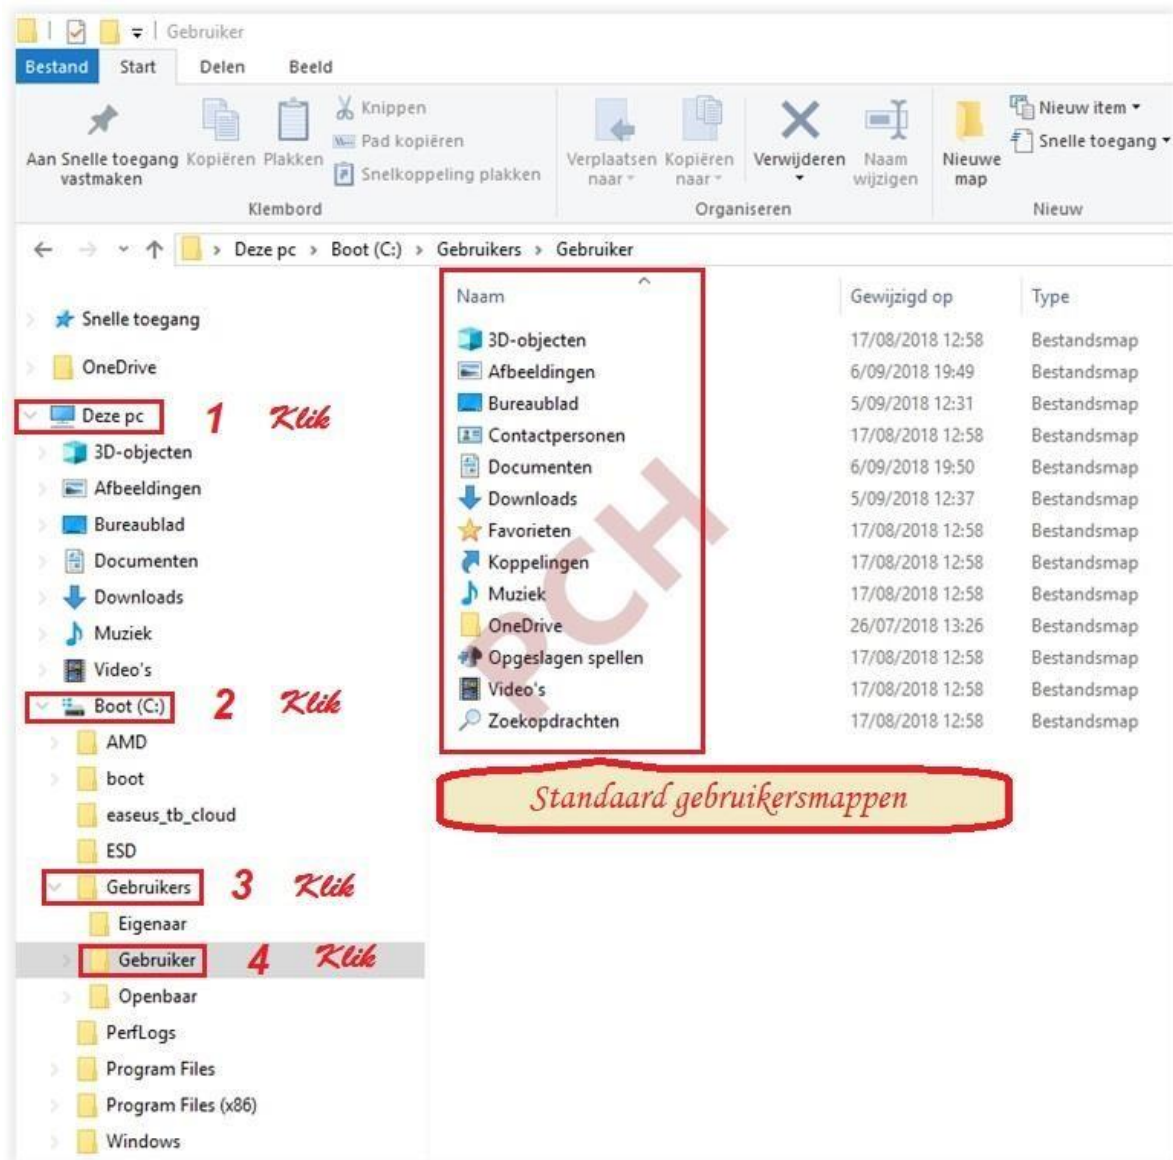 Gebruiker
Bestand Start Delen Beeld
Knippen
Pad kopiëren
Snelkoppeling plakken
Aan Snelle toegang vastmaken
Kopiëren
Plakken
Klembord
Verplaatsen naar
Kopiëren naar
Verwijderen
Naam wijzigen
Organiseren
Nieuwe map
Nieuw item
Snelle toegang
Nieuw
Deze pc > Boot (C:) > Gebruikers > Gebruiker
Snelle toegang
OneDrive
Deze pc 1 Klik
3D-objecten
Afbeeldingen
Bureaublad
Documenten
Downloads
Muziek
Video's
Boot (C:) 2 Klik
AMD
boot
easeus_tb_cloud
ESD
Gebruikers 3 Klik
Eigenaar
Gebruiker 4 Klik
Openbaar
PerfLogs
Program Files
Program Files (x86)
Windows
Naam Gewijzigd op Type
3D-objecten 17/08/2018 12:58 Bestandsmap
Afbeeldingen 6/09/2018 19:49 Bestandsmap
Bureaublad 5/09/2018 12:31 Bestandsmap
Contactpersonen 17/08/2018 12:58 Bestandsmap
Documenten 6/09/2018 19:50 Bestandsmap
Downloads 5/09/2018 12:37 Bestandsmap
Favorieten 17/08/2018 12:58 Bestandsmap
Koppelingen 17/08/2018 12:58 Bestandsmap
Muziek 17/08/2018 12:58 Bestandsmap
OneDrive 26/07/2018 13:26 Bestandsmap
Opgeslagen spellen 17/08/2018 12:58 Bestandsmap
Video's 17/08/2018 12:58 Bestandsmap
Zoekopdrachten 17/08/2018 12:58 Bestandsmap
PCH
Standaard gebruikersmappen